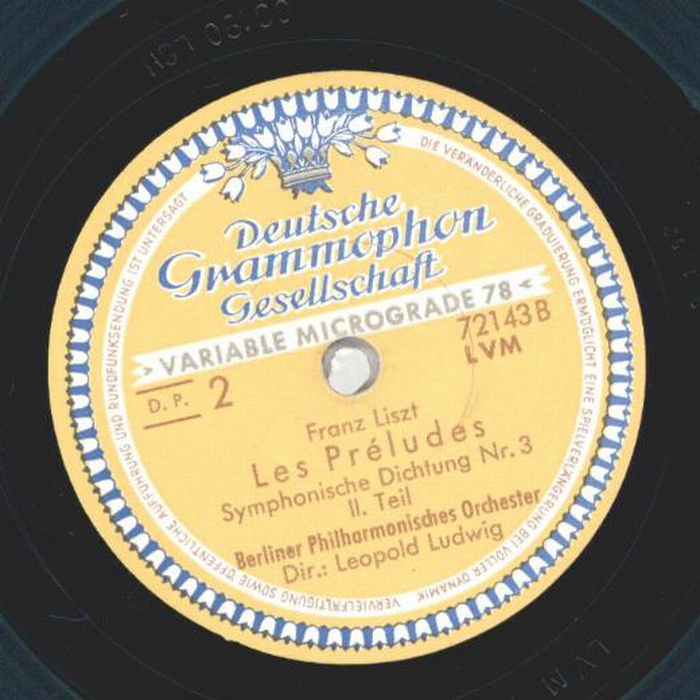 Deutsche
Grammophon
Gesellschaft
> VARIABLE MICROGRADE 78 <
72143 B
LVM
D. P. 2
Franz Liszt
Les Préludes
Symphonische Dichtung Nr. 3
II. Teil
Berliner Philharmonisches Orchester
Dir.: Leopold Ludwig
DIE VERÄNDERLICHE GRADUIERUNG ERMÖGLICHT EINE SPIELVERLÄNGERUNG BEI VOLLER DYNAMIK
VERVIELFÄLTIGUNG SOWIE ÖFFENTLICHE AUFFÜHRUNG UND RUNDFUNKSENDUNG IST UNTERSAGT
LVM